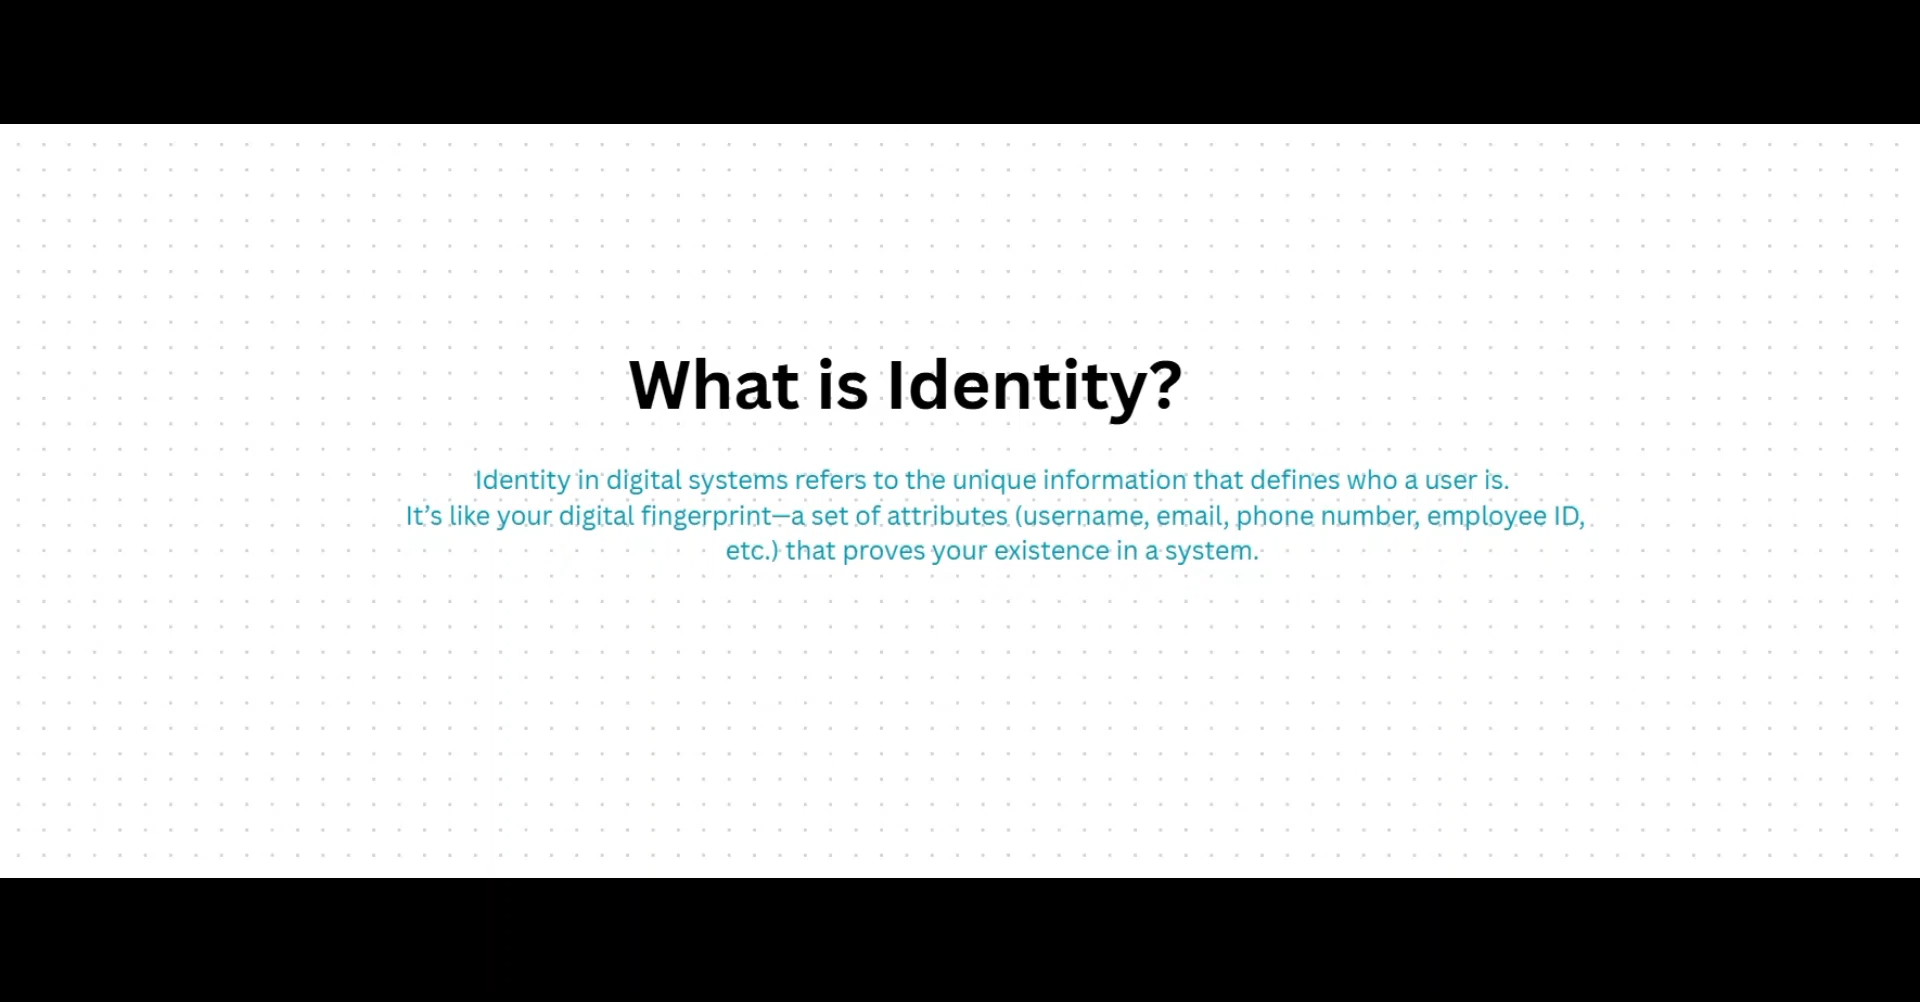 What is Identity?
Identity in digital systems refers to the unique information that defines who a user is.
It’s like your digital fingerprint—a set of attributes (username, email, phone number, employee ID,
etc.) that proves your existence in a system.